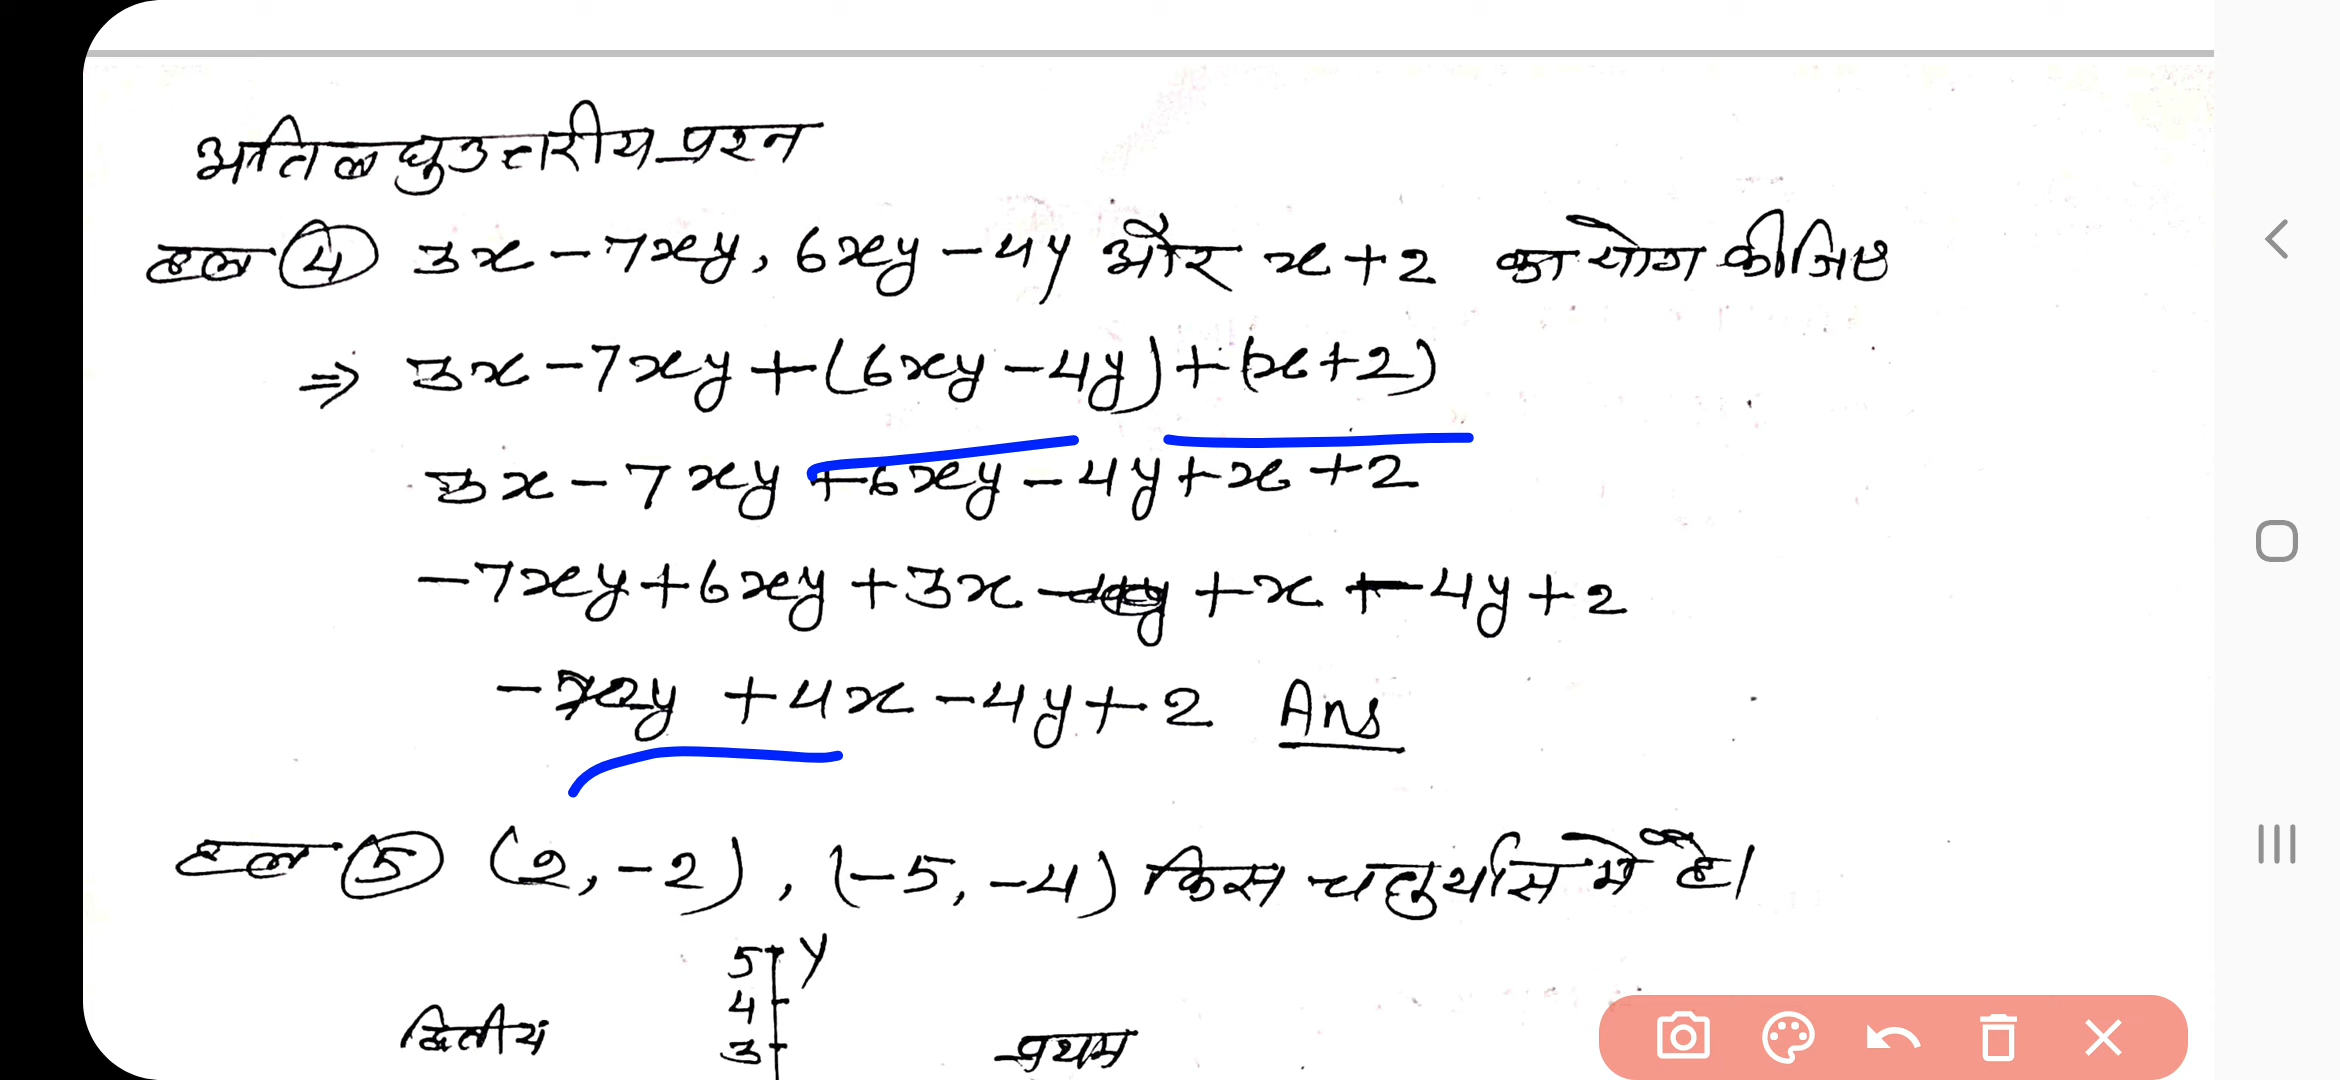 अति लघु उत्तरीय प्रश्न
हल ④ 3x - 7xy, 6xy - 4y और x + 2 का योग कीजिए
⇒ 3x - 7xy + (6xy - 4y) + (x + 2)
3x - 7xy + 6xy - 4y + x + 2
-7xy + 6xy + 3x + x - 4y + 2
-xy + 4x - 4y + 2 Ans
हल ⑤ (2, -2), (-5, -4) किस चतुर्थांस मे है।
5 y
4
द्वितीय 3 प्रथम